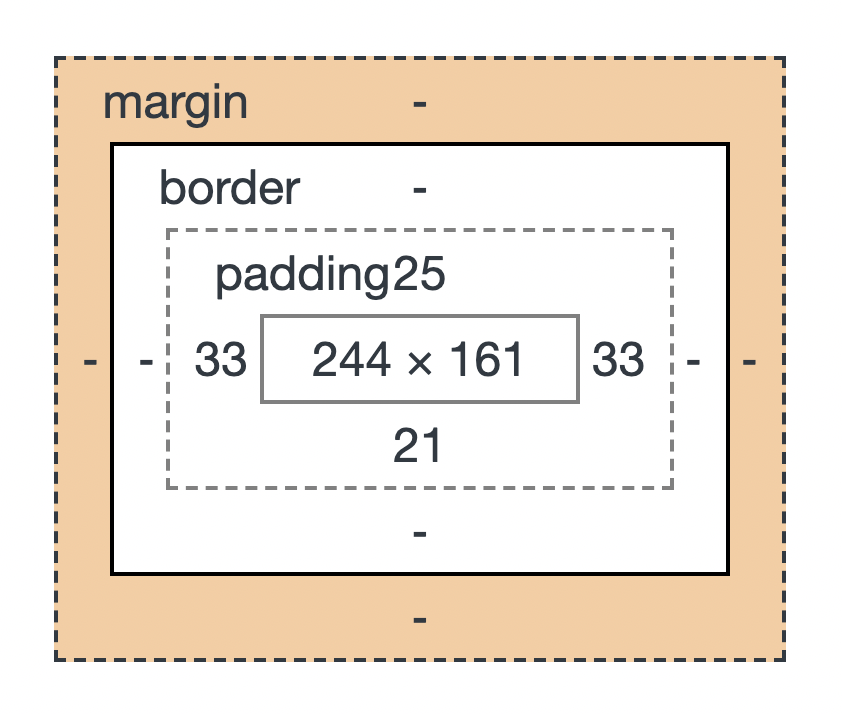 margin -
border -
padding25
- - 33 244 × 161 33 - -
21
-
-